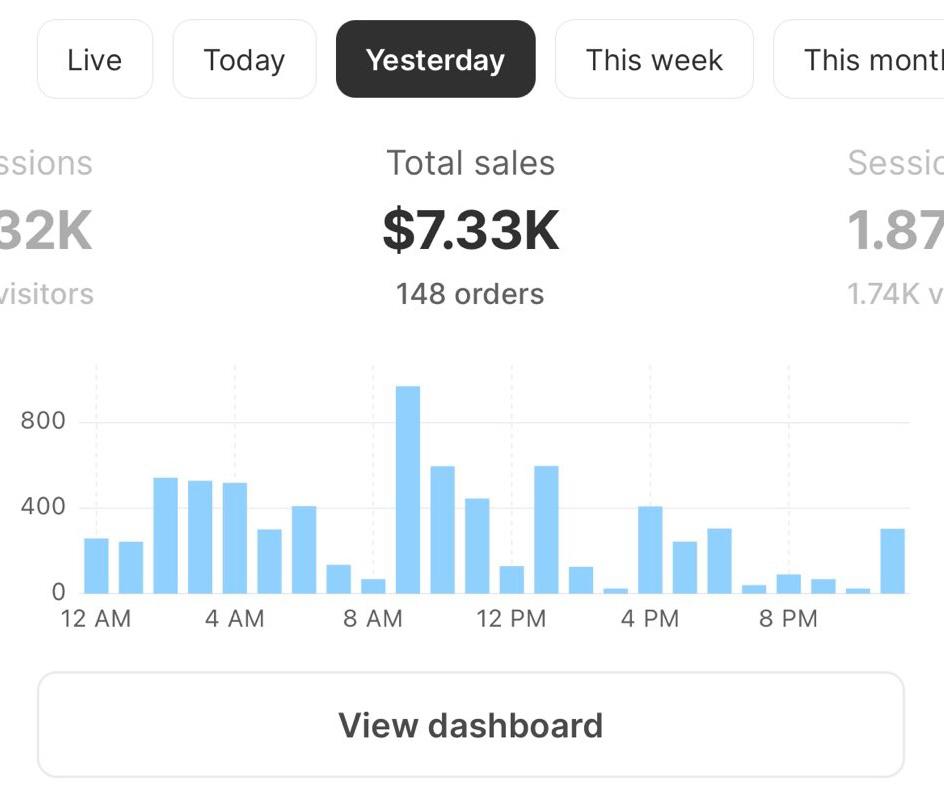 Live Today Yesterday This week This mont
ssions Total sales Sessio
32K $7.33K 1.87
visitors 148 orders 1.74K v
800
400
0
12 AM 4 AM 8 AM 12 PM 4 PM 8 PM
View dashboard